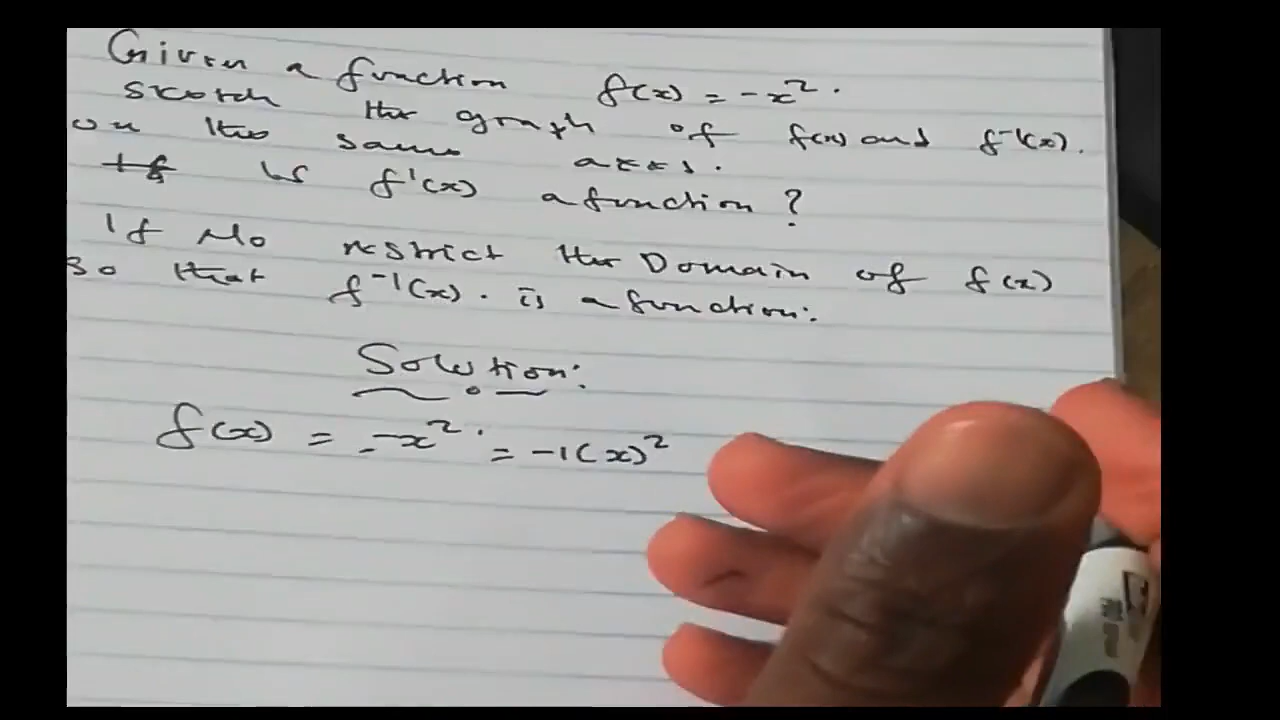 Given a function f(x) = -x².
sketch the graph of f(x) and f⁻¹(x).
on the same axes.
If Is f'(x) a function?
If No restrict the Domain of f(x)
so that f⁻¹(x). is a function:.
Solution:
f(x) = -x². = -1(x)²